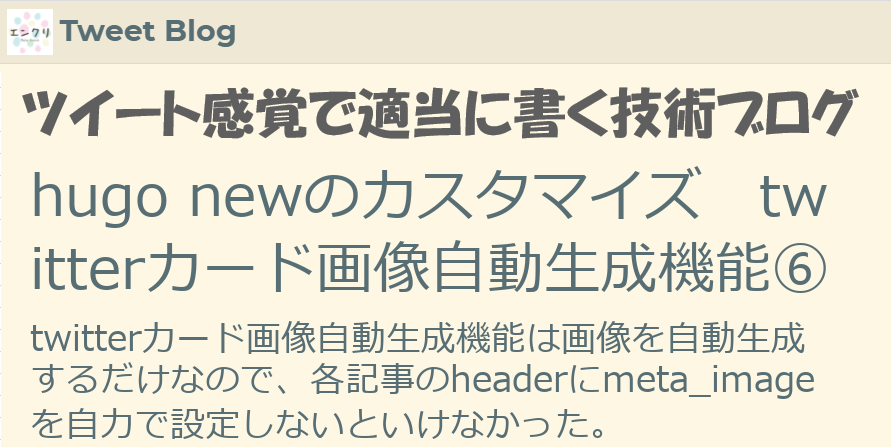 エンクリ Tweet Blog
ツイート感覚で適当に書く技術ブログ
hugo newのカスタマイズ　tw
itterカード画像自動生成機能⑥
twitterカード画像自動生成機能は画像を自動生成
するだけなので、各記事のheaderにmeta_image
を自力で設定しないといけなかった。